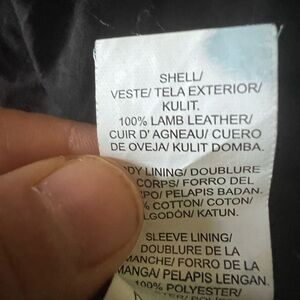 SHELL/
VESTE/ TELA EXTERIOR/
KULIT.
100% LAMB LEATHER/
CUIR D'AGNEAU/ CUERO
DE OVEJA/ KULIT DOMBA.
LINING/ DOUBLURE
CORPS/ FORRO DEL
PELAPIS BADAN.
% COTTON/ COTON/
LGODÓN/ KATUN.
SLEEVE LINING/
DOUBLURE DE LA
MANCHE/ FORRO DE LA
MANGA/ PELAPIS LENGAN.
100% POLYESTER/